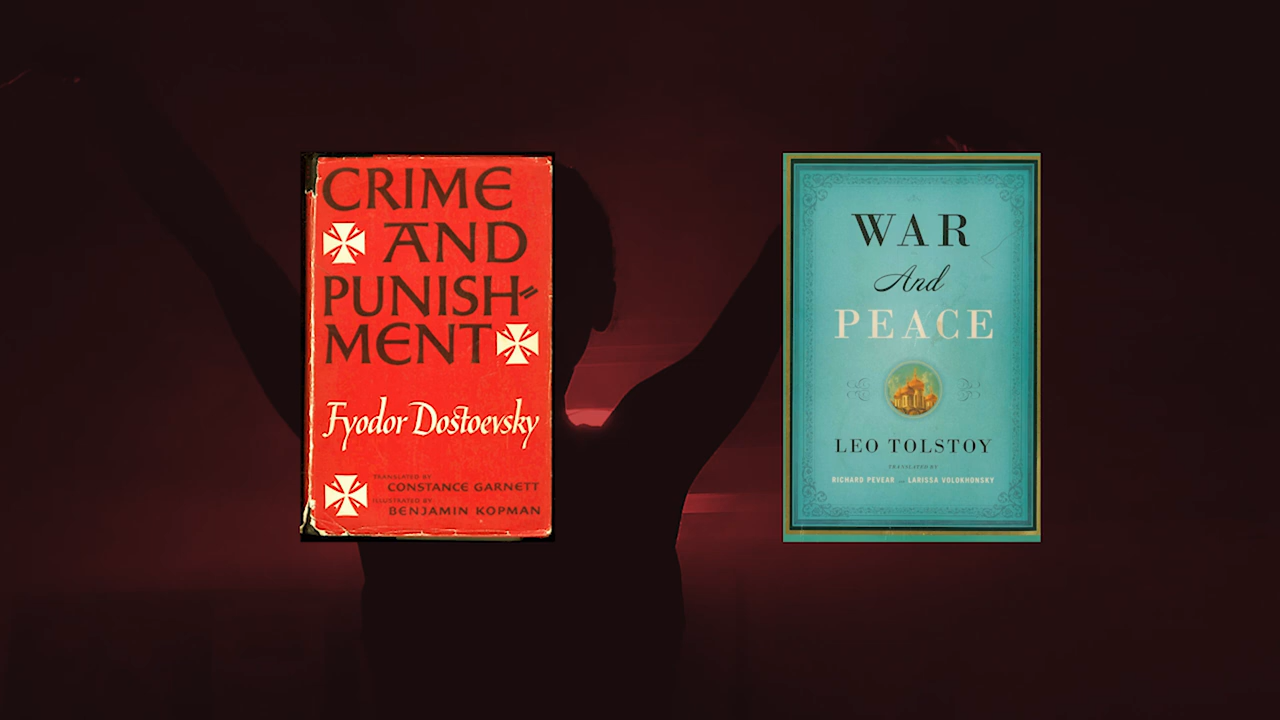 CRIME
AND
PUNISH-
MENT
Fyodor Dostoevsky
TRANSLATED BY
CONSTANCE GARNETT
ILLUSTRATED BY
BENJAMIN KOPMAN
WAR
And
PEACE
LEO TOLSTOY
TRANSLATED BY
RICHARD PEVEAR LARISSA VOLOKHONSKY